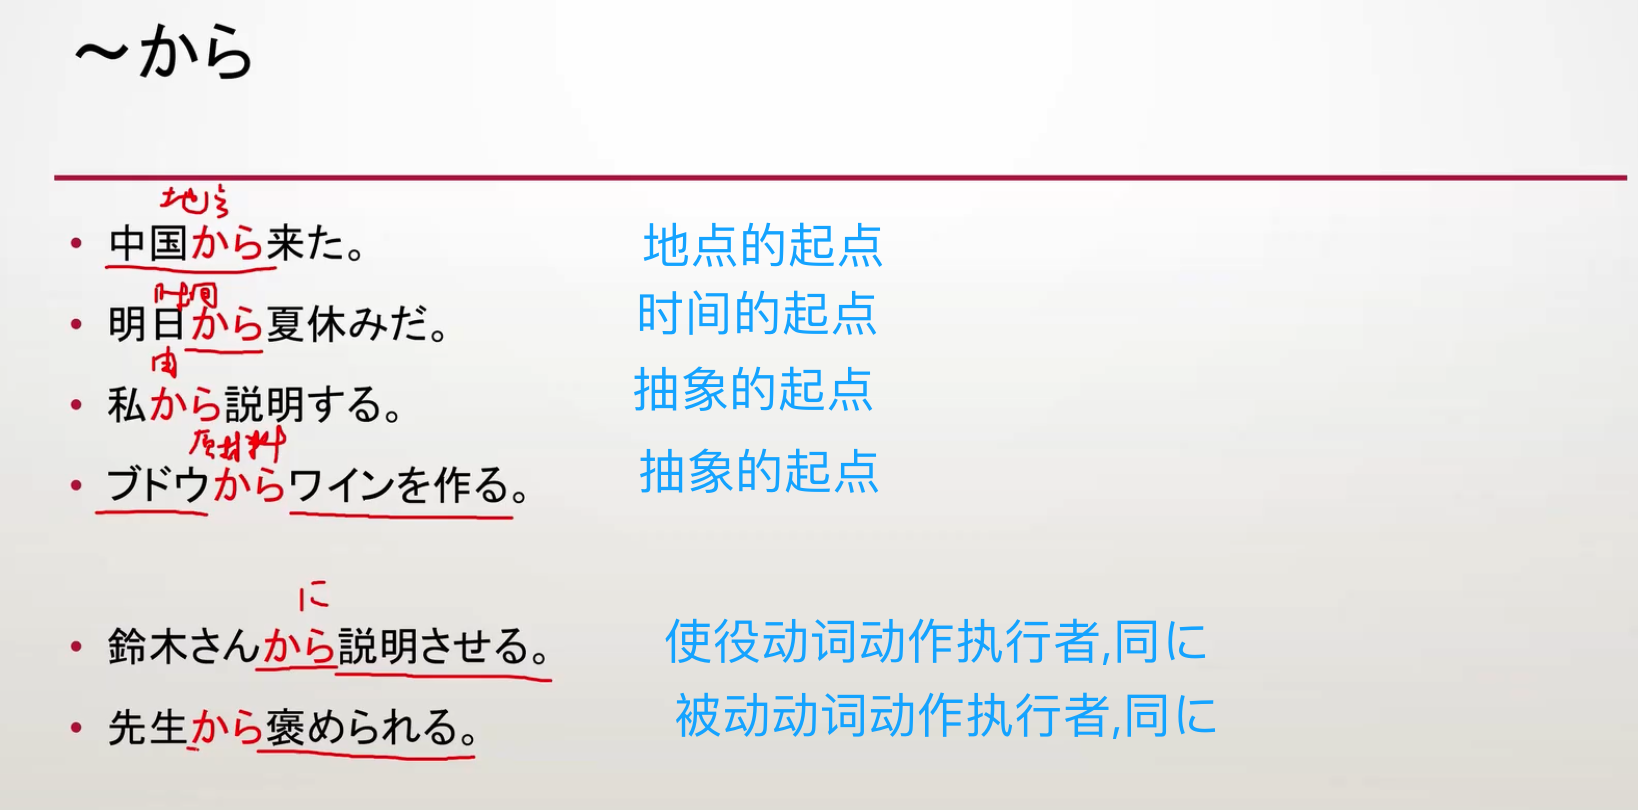 ～から
地点
• 中国から来た。 地点的起点
时间
• 明日から夏休みだ。 时间的起点
由
• 私から説明する。 抽象的起点
原材料
• ブドウからワインを作る。 抽象的起点
に
• 鈴木さんから説明させる。 使役动词动作执行者,同に
• 先生から褒められる。 被动动词动作执行者,同に